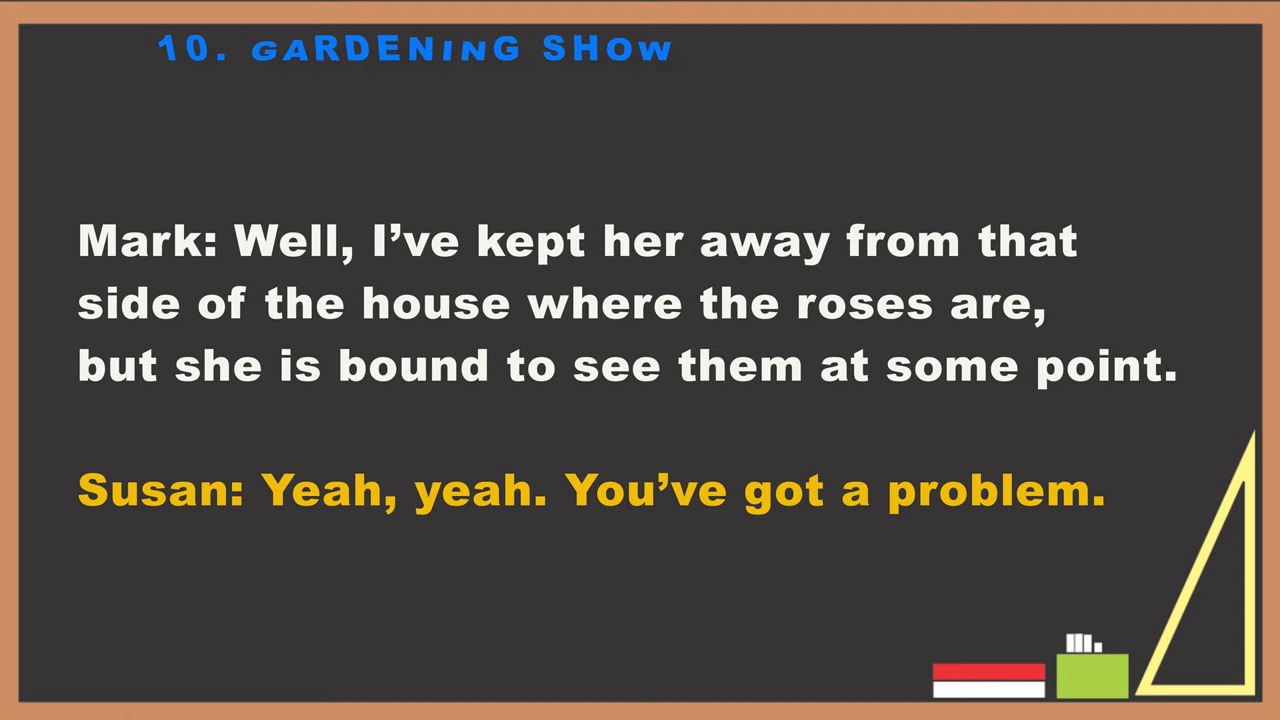 10. GARDENING SHOW
Mark: Well, I’ve kept her away from that
side of the house where the roses are,
but she is bound to see them at some point.
Susan: Yeah, yeah. You’ve got a problem.